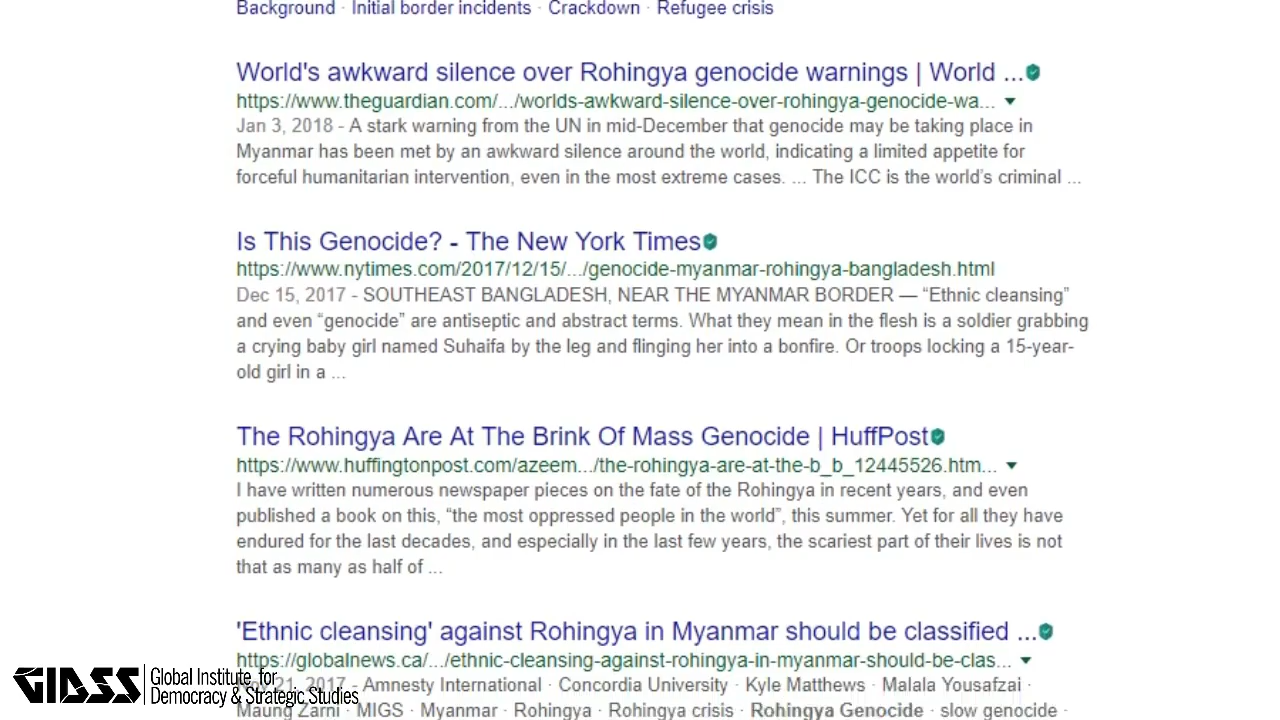 Background · Initial border incidents · Crackdown · Refugee crisis
World's awkward silence over Rohingya genocide warnings | World ...
https://www.theguardian.com/.../worlds-awkward-silence-over-rohingya-genocide-wa...
Jan 3, 2018 - A stark warning from the UN in mid-December that genocide may be taking place in
Myanmar has been met by an awkward silence around the world, indicating a limited appetite for
forceful humanitarian intervention, even in the most extreme cases. ... The ICC is the world's criminal ...
Is This Genocide? - The New York Times
https://www.nytimes.com/2017/12/15/.../genocide-myanmar-rohingya-bangladesh.html
Dec 15, 2017 - SOUTHEAST BANGLADESH, NEAR THE MYANMAR BORDER — “Ethnic cleansing”
and even “genocide” are antiseptic and abstract terms. What they mean in the flesh is a soldier grabbing
a crying baby girl named Suhaifa by the leg and flinging her into a bonfire. Or troops locking a 15-year-
old girl in a ...
The Rohingya Are At The Brink Of Mass Genocide | HuffPost
https://www.huffingtonpost.com/azeem.../the-rohingya-are-at-the-b_b_12445526.htm...
I have written numerous newspaper pieces on the fate of the Rohingya in recent years, and even
published a book on this, “the most oppressed people in the world”, this summer. Yet for all they have
endured for the last decades, and especially in the last few years, the scariest part of their lives is not
that as many as half of ...
'Ethnic cleansing' against Rohingya in Myanmar should be classified ...
https://globalnews.ca/.../ethnic-cleansing-against-rohingya-in-myanmar-should-be-clas...
21, 2017 - Amnesty International · Concordia University · Kyle Matthews · Malala Yousafzai ·
Maung Zarni · MIGS · Myanmar · Rohingya · Rohingya crisis · Rohingya Genocide · slow genocide ·
GIDSS
Global Institute for
Democracy & Strategic Studies